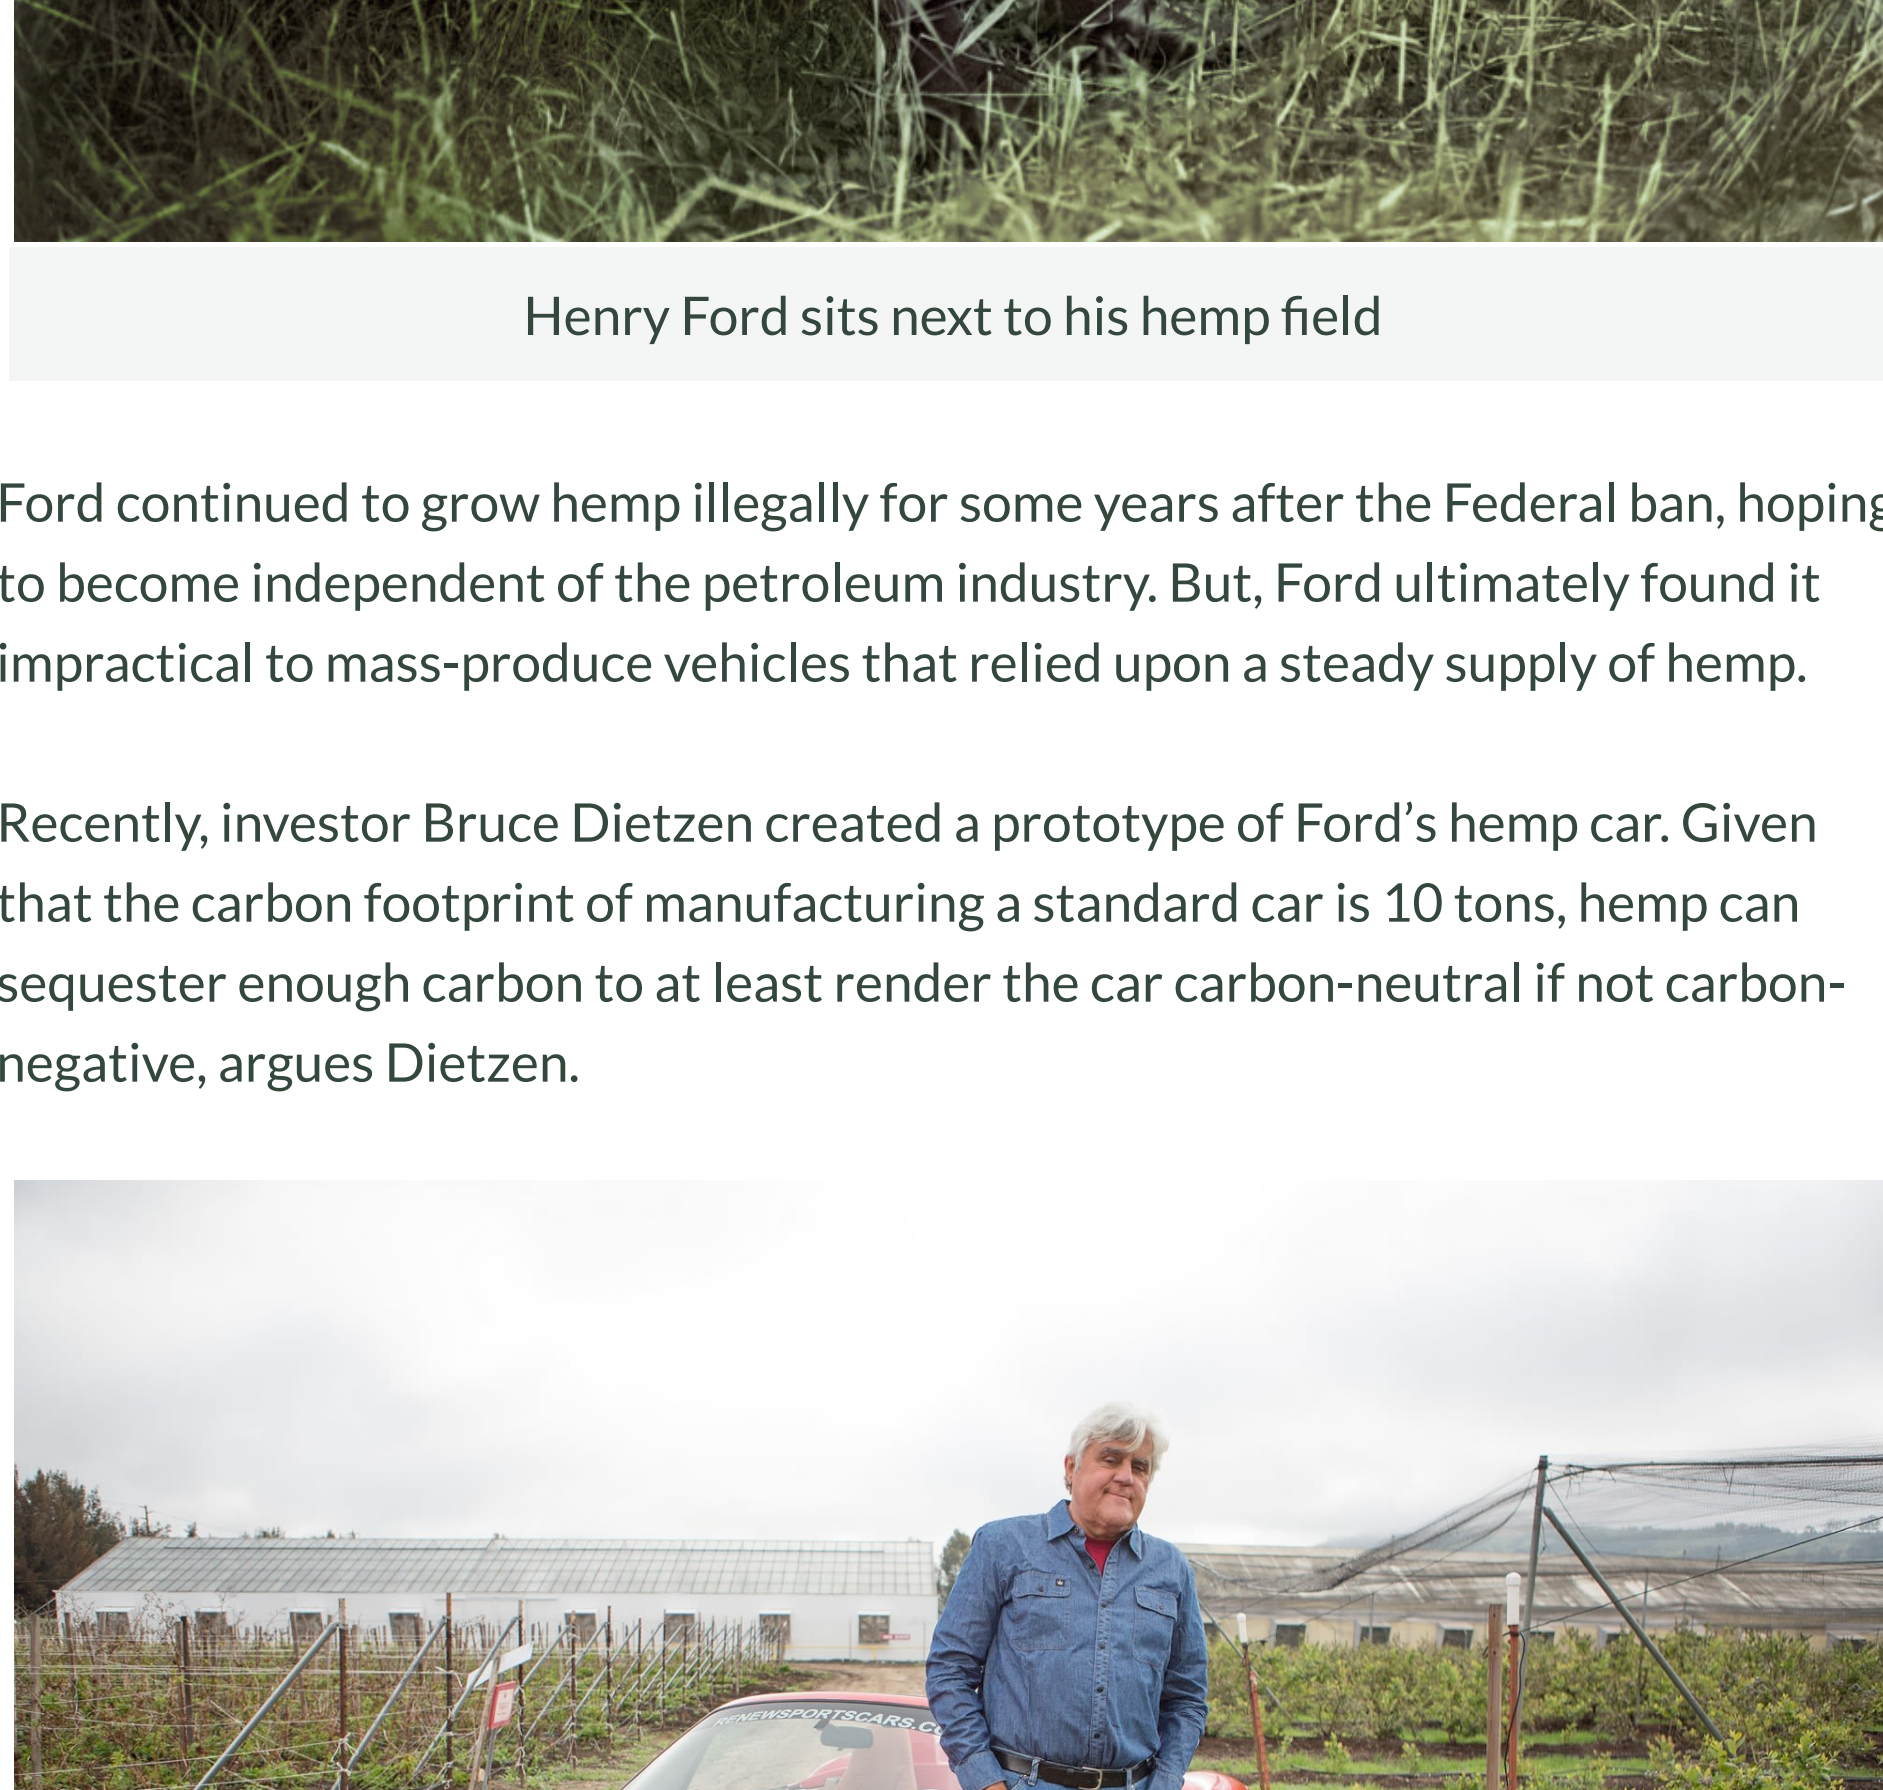 Henry Ford sits next to his hemp field
Ford continued to grow hemp illegally for some years after the Federal ban, hoping
to become independent of the petroleum industry. But, Ford ultimately found it
impractical to mass-produce vehicles that relied upon a steady supply of hemp.
Recently, investor Bruce Dietzen created a prototype of Ford’s hemp car. Given
that the carbon footprint of manufacturing a standard car is 10 tons, hemp can
sequester enough carbon to at least render the car carbon-neutral if not carbon-
negative, argues Dietzen.
RENEWSPORTSCARS.CO